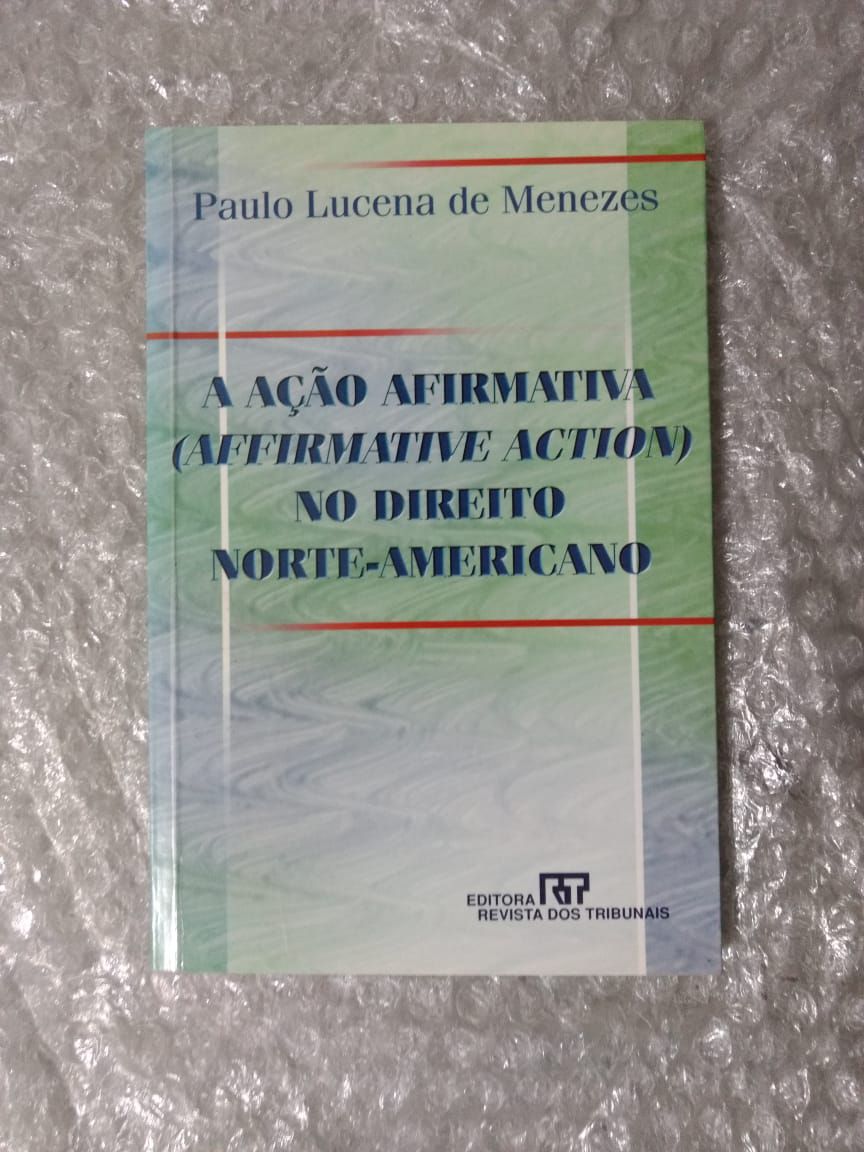 Paulo Lucena de Menezes
A AÇÃO AFIRMATIVA
(AFFIRMATIVE ACTION)
NO DIREITO
NORTE-AMERICANO
EDITORA RT
REVISTA DOS TRIBUNAIS